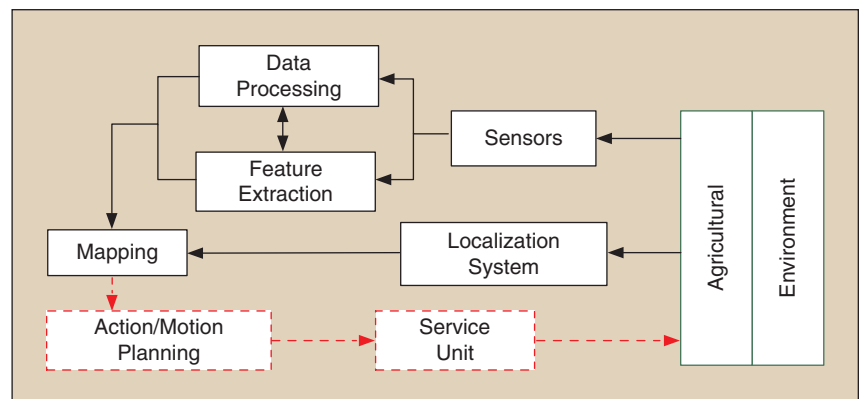 Data
Processing
Feature
Extraction
Sensors
Mapping
Localization
System
Action/Motion
Planning
Service
Unit
Agricultural
Environment